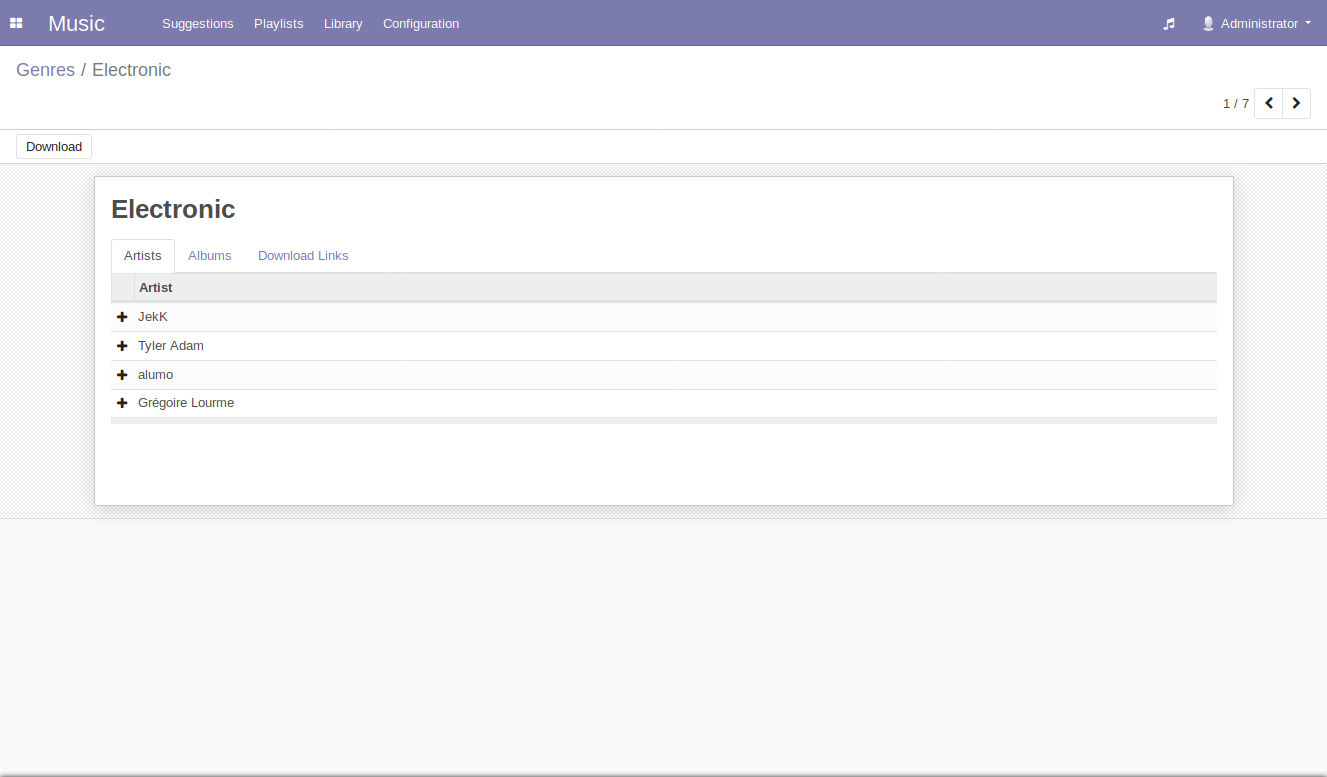 Music Suggestions Playlists Library Configuration Administrator
Genres / Electronic
1 / 7
Download
Electronic
Artists Albums Download Links
Artist
JekK
Tyler Adam
alumo
Grégoire Lourme